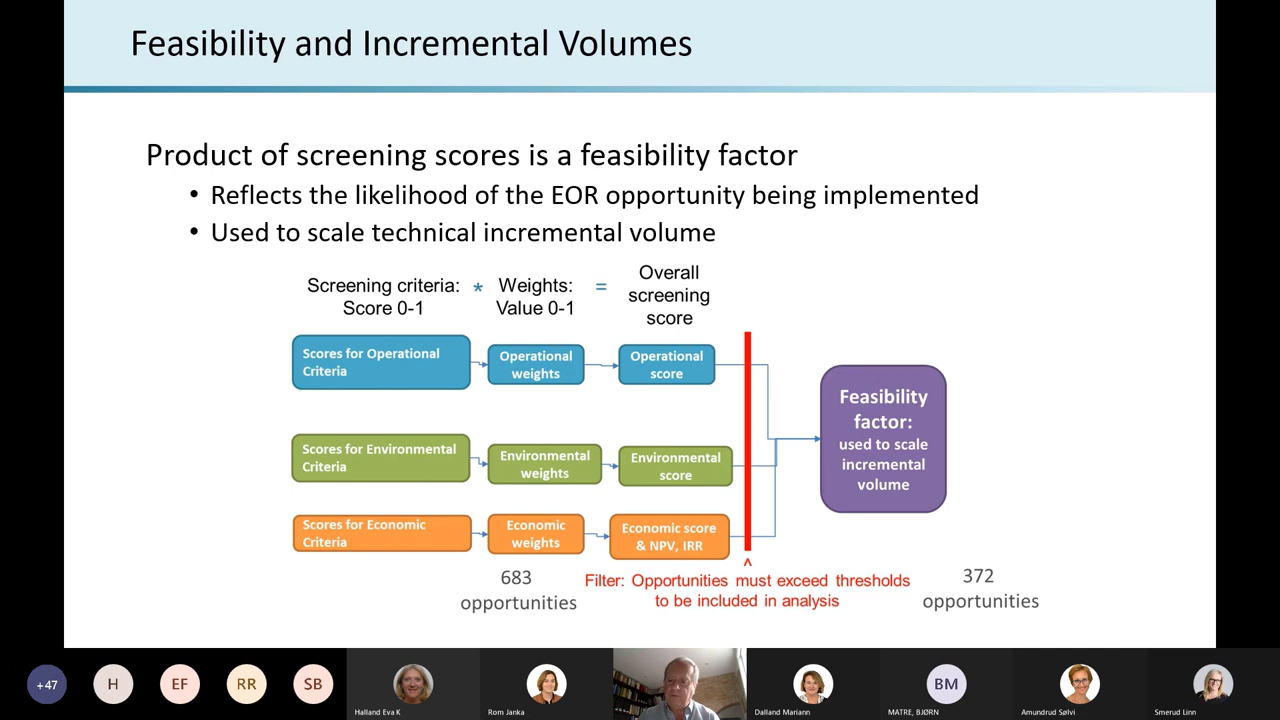 Feasibility and Incremental Volumes
Product of screening scores is a feasibility factor
• Reflects the likelihood of the EOR opportunity being implemented
• Used to scale technical incremental volume
Screening criteria:
Score 0-1
*
Weights:
Value 0-1
=
Overall
screening
score
Scores for Operational
Criteria
Operational
weights
Operational
score
Scores for Environmental
Criteria
Environmental
weights
Environmental
score
Scores for Economic
Criteria
Economic
weights
Economic score
& NPV, IRR
Feasibility
factor:
used to scale
incremental
volume
683
opportunities
^
Filter: Opportunities must exceed thresholds
to be included in analysis
372
opportunities
+47
H
EF
RR
SB
Halland Eva K
Rom Janka
Dalland Mariann
BM
MATRE, BJØRN
Amundrud Sølvi
Smerud Linn